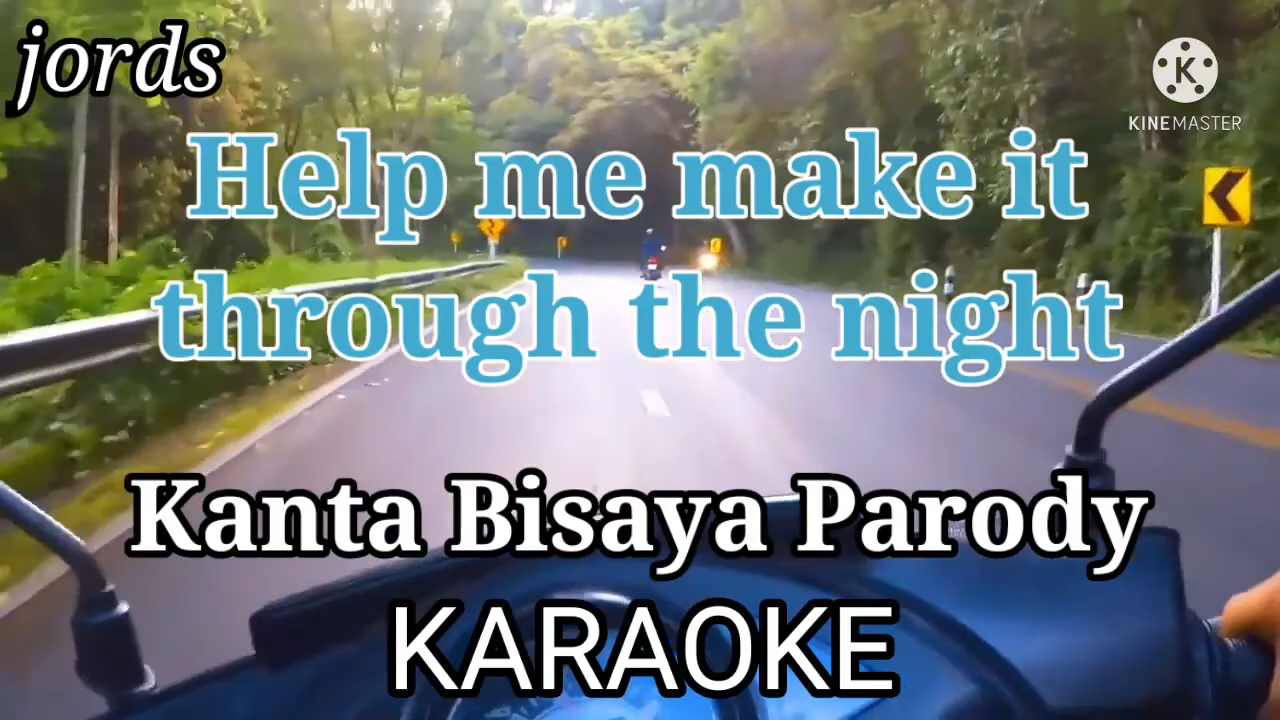 jords
KINEMASTER
Help me make it
through the night
Kanta Bisaya Parody
KARAOKE